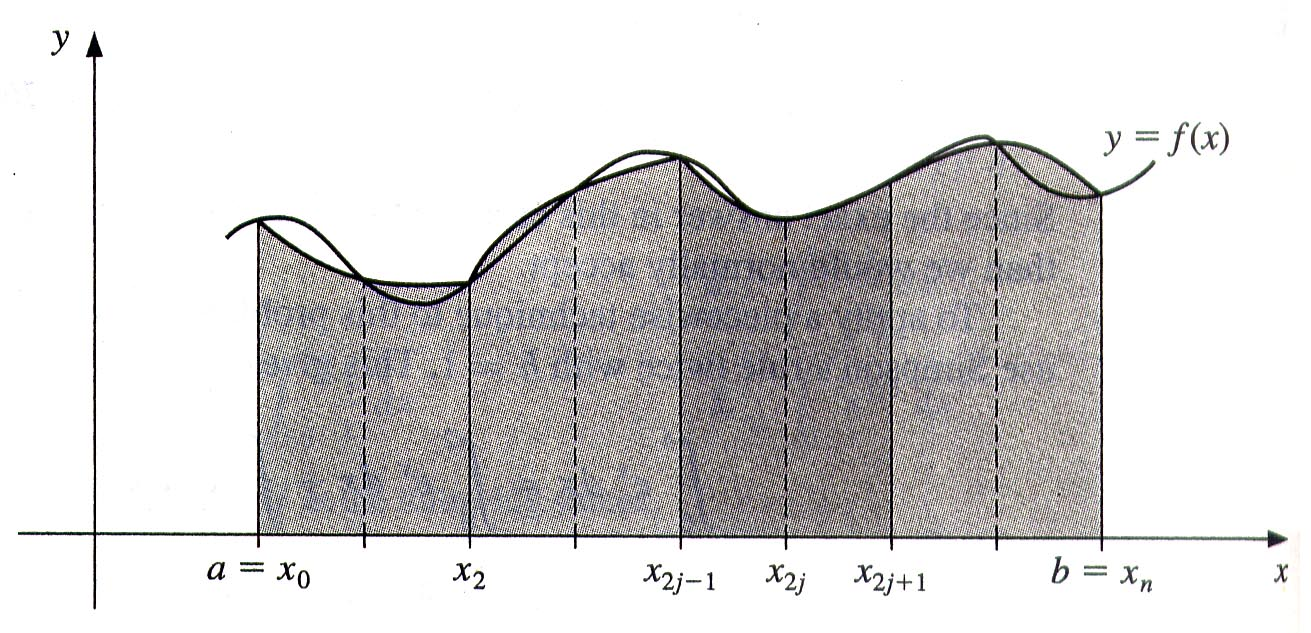 y
y = f(x)
a = x₀ x₂ x₂ⱼ₋₁ x₂ⱼ x₂ⱼ₊₁ b = xₙ x